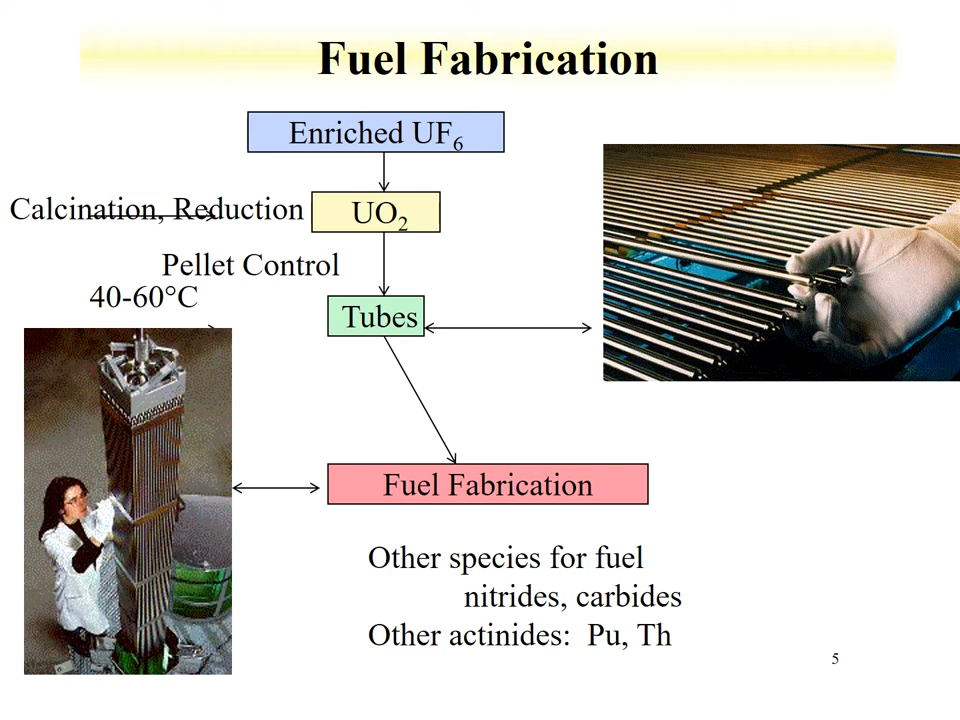 Fuel Fabrication
Enriched UF₆
Calcination, Reduction
UO₂
Pellet Control
40-60°C
Tubes
Fuel Fabrication
Other species for fuel
nitrides, carbides
Other actinides: Pu, Th
5